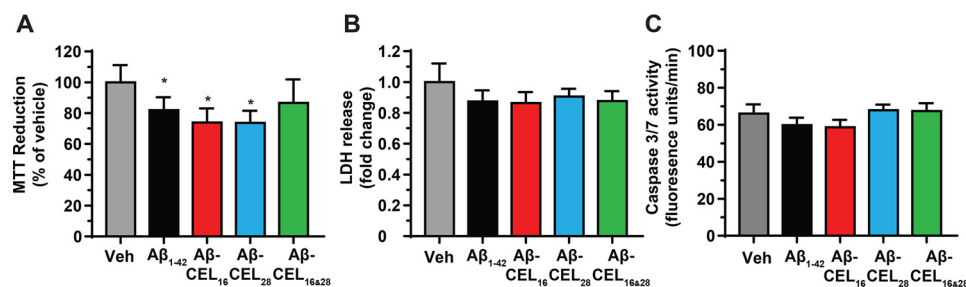 A
MTT Reduction
(% of vehicle)
120
100
80
60
40
20
0
* * *
Veh Aβ1-42 Aβ-CEL16 Aβ-CEL28 Aβ-CEL16&28
B
LDH release
(fold change)
1.2
1.0
0.8
0.6
0.4
0.2
0.0
Veh Aβ1-42 Aβ-CEL16 Aβ-CEL28 Aβ-CEL16&28
C
Caspase 3/7 activity
(fluorescence units/min)
100
80
60
40
20
0
Veh Aβ1-42 Aβ-CEL16 Aβ-CEL28 Aβ-CEL16&28